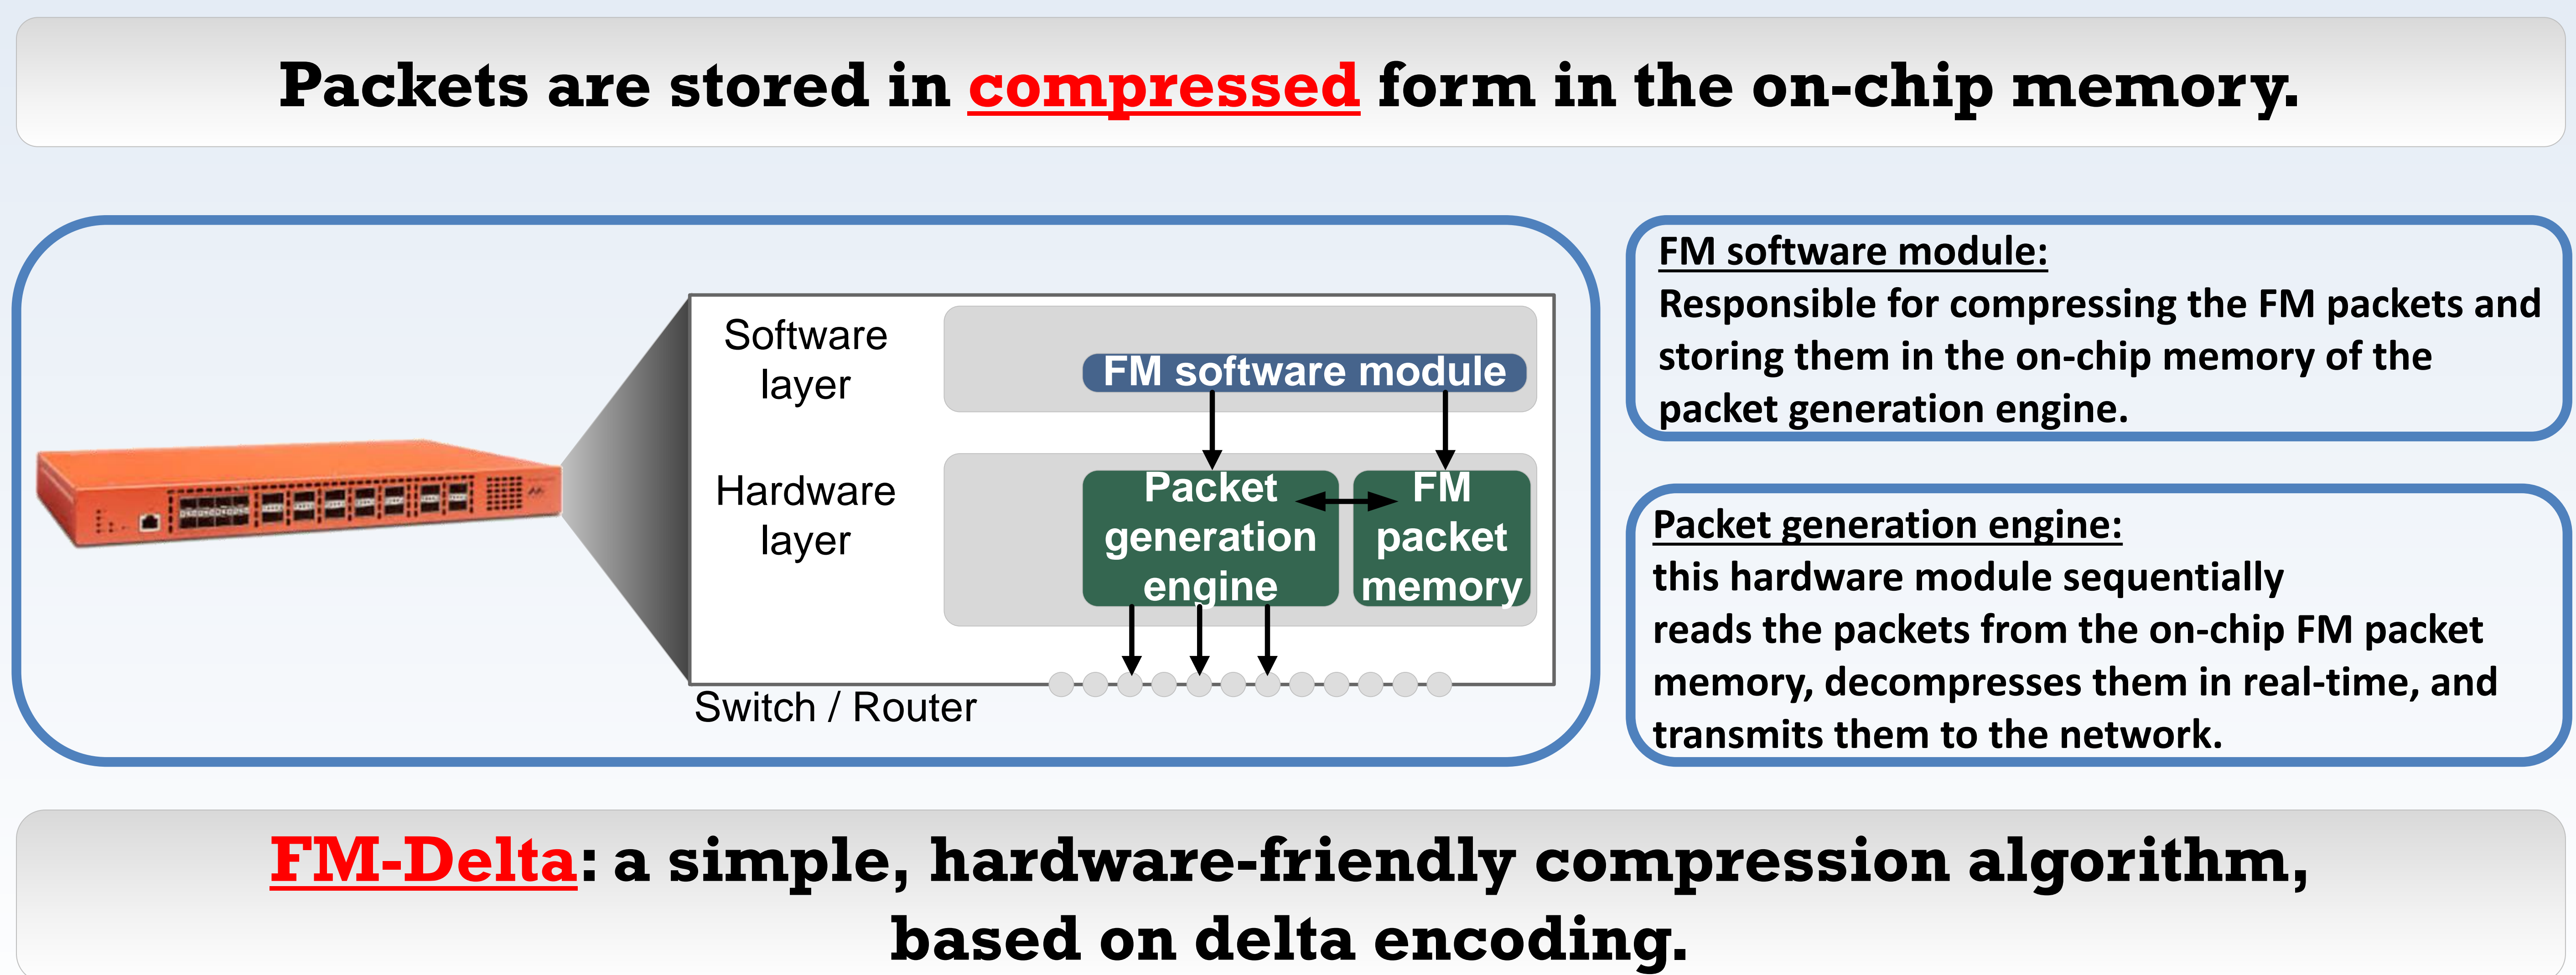 Packets are stored in compressed form in the on-chip memory.
Software
layer
FM software module
Hardware
layer
Packet
generation
engine
FM
packet
memory
Switch / Router
FM software module:
Responsible for compressing the FM packets and
storing them in the on-chip memory of the
packet generation engine.
Packet generation engine:
this hardware module sequentially
reads the packets from the on-chip FM packet
memory, decompresses them in real-time, and
transmits them to the network.
FM-Delta: a simple, hardware-friendly compression algorithm,
based on delta encoding.